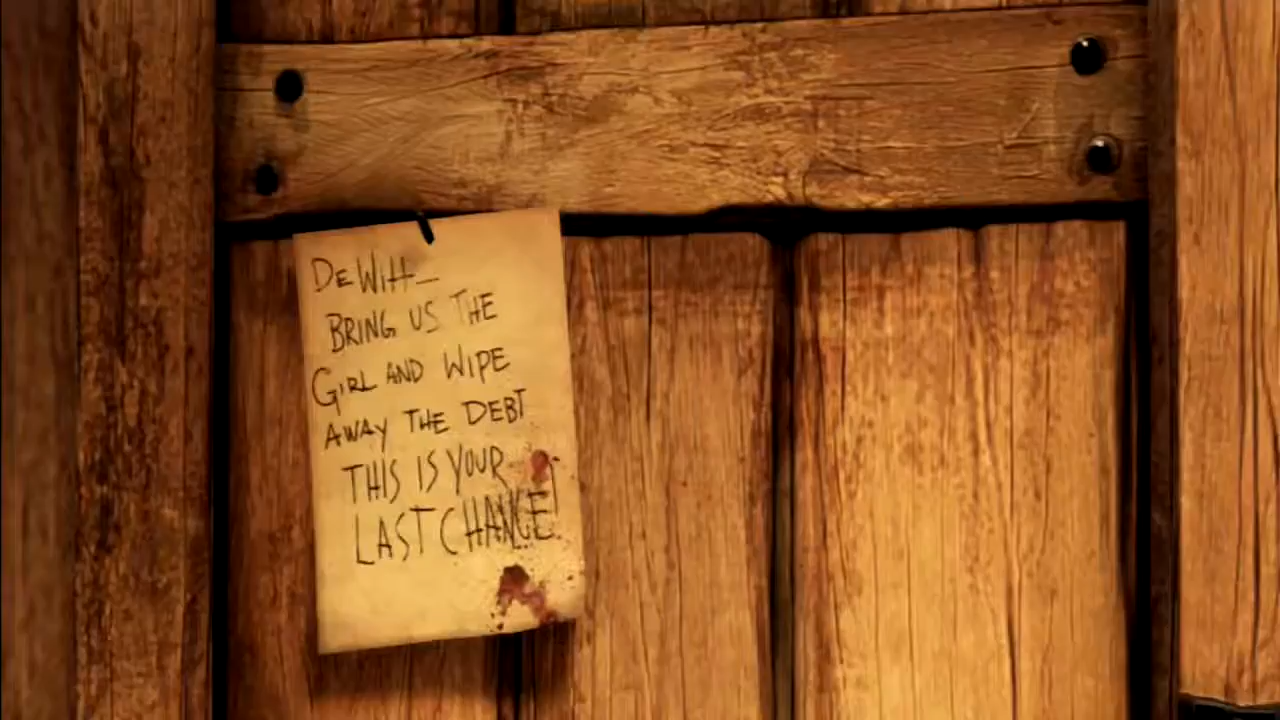 DEWITT—
BRING US THE
GIRL AND WIPE
AWAY THE DEBT
THIS IS YOUR
LAST CHANCE!